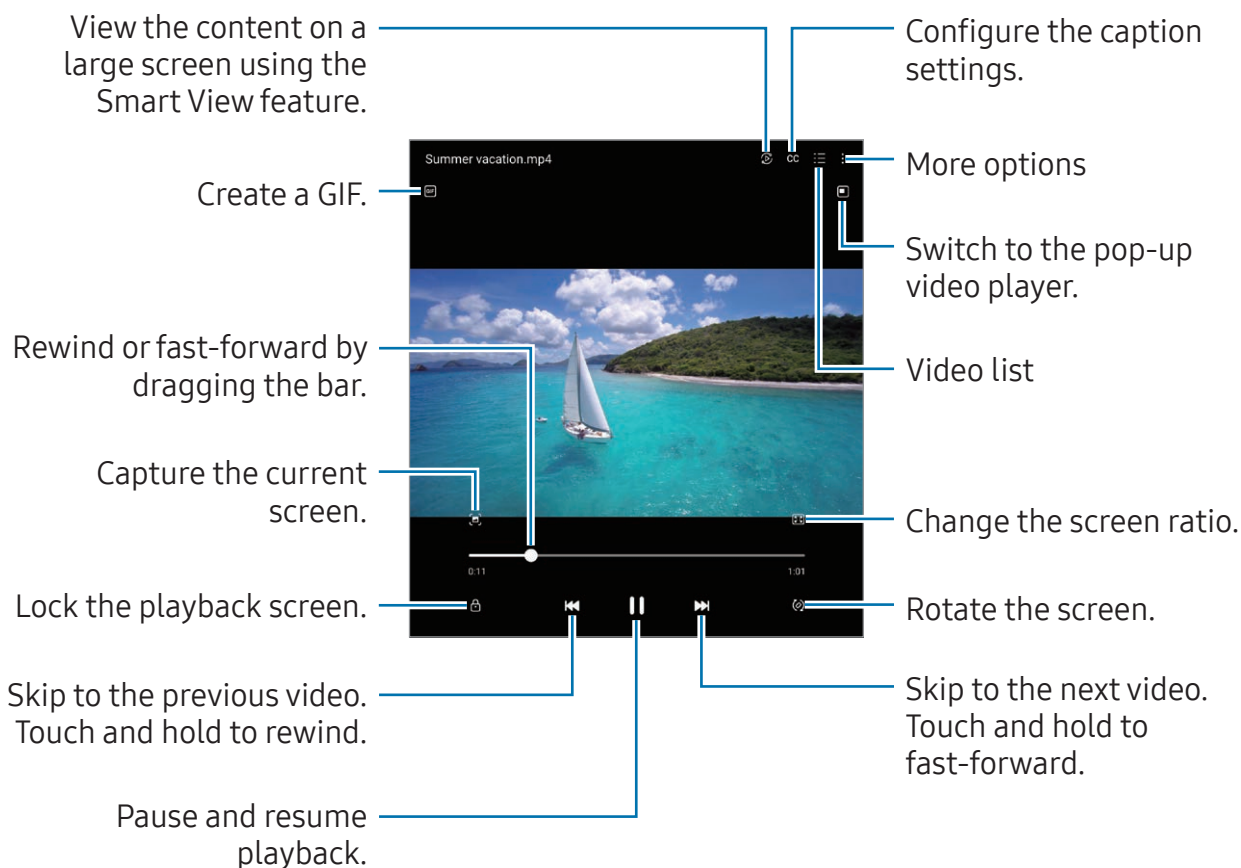 View the content on a
large screen using the
Smart View feature.
Configure the caption
settings.
Summer vacation.mp4
CC
More options
Create a GIF.
GIF
Switch to the pop-up
video player.
Rewind or fast-forward by
dragging the bar.
Video list
Capture the current
screen.
Change the screen ratio.
0:11
1:01
Lock the playback screen.
Rotate the screen.
Skip to the previous video.
Touch and hold to rewind.
Skip to the next video.
Touch and hold to
fast-forward.
Pause and resume
playback.